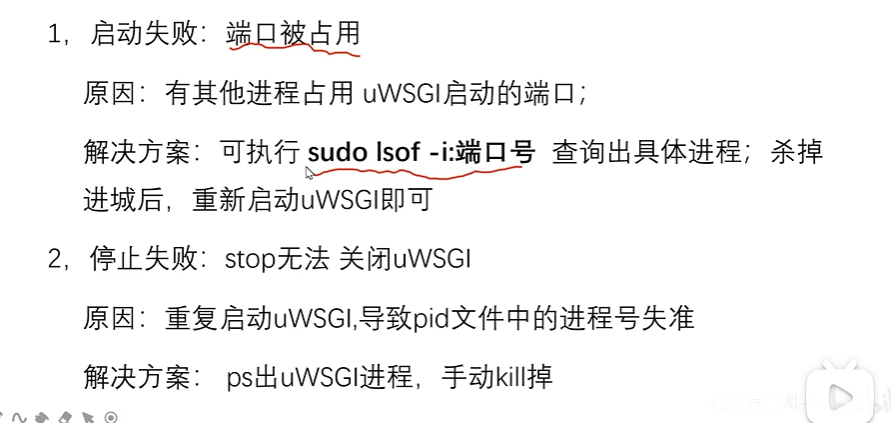 1，启动失败：端口被占用
原因：有其他进程占用 uWSGI启动的端口；
解决方案：可执行 sudo lsof -i:端口号 查询出具体进程；杀掉
进城后，重新启动uWSGI即可
2，停止失败：stop无法 关闭uWSGI
原因：重复启动uWSGI,导致pid文件中的进程号失准
解决方案： ps出uWSGI进程，手动kill掉